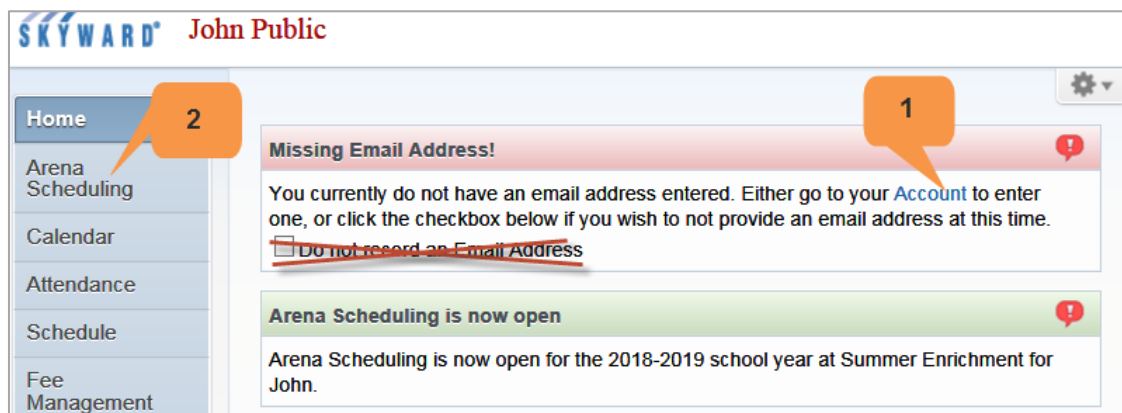 SKYWARD® John Public
Home
2
Arena
Scheduling
Calendar
Attendance
Schedule
Fee
Management
1
Missing Email Address!
You currently do not have an email address entered. Either go to your Account to enter
one, or click the checkbox below if you wish to not provide an email address at this time.
Do not record an Email Address
Arena Scheduling is now open
Arena Scheduling is now open for the 2018-2019 school year at Summer Enrichment for
John.